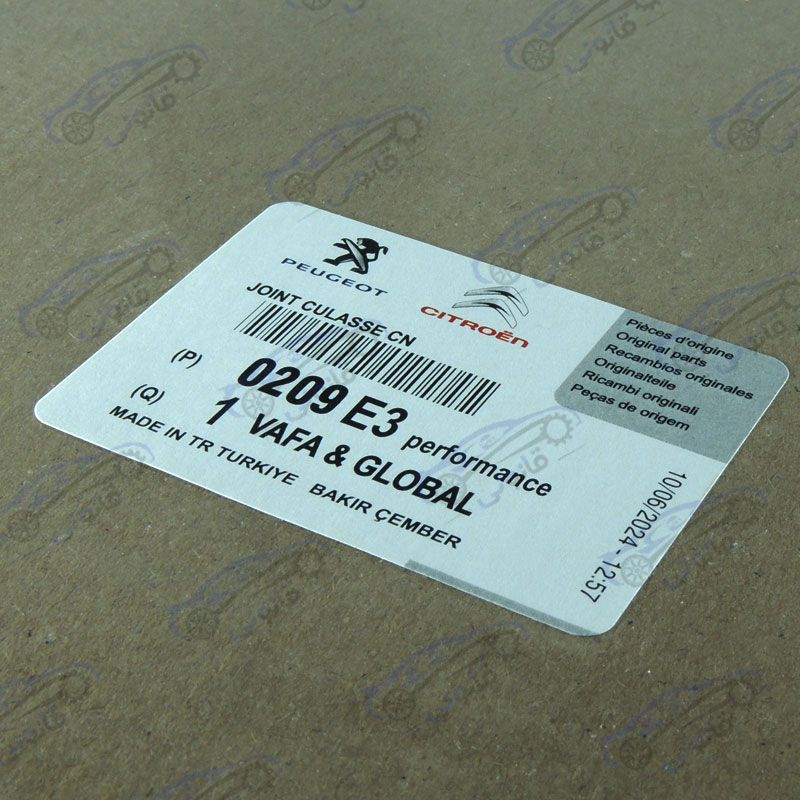 PEUGEOT
CITROËN
JOINT CULASSE CN
Pièces d'origine
Original parts
Recambios originales
Originalteile
Ricambi originali
Peças de origem
(P) 0209 E3 performance
(Q) 1 VAFA & GLOBAL
MADE IN TR TURKIYE BAKIR ÇEMBER
10/06/2024 - 12:57
قانونی